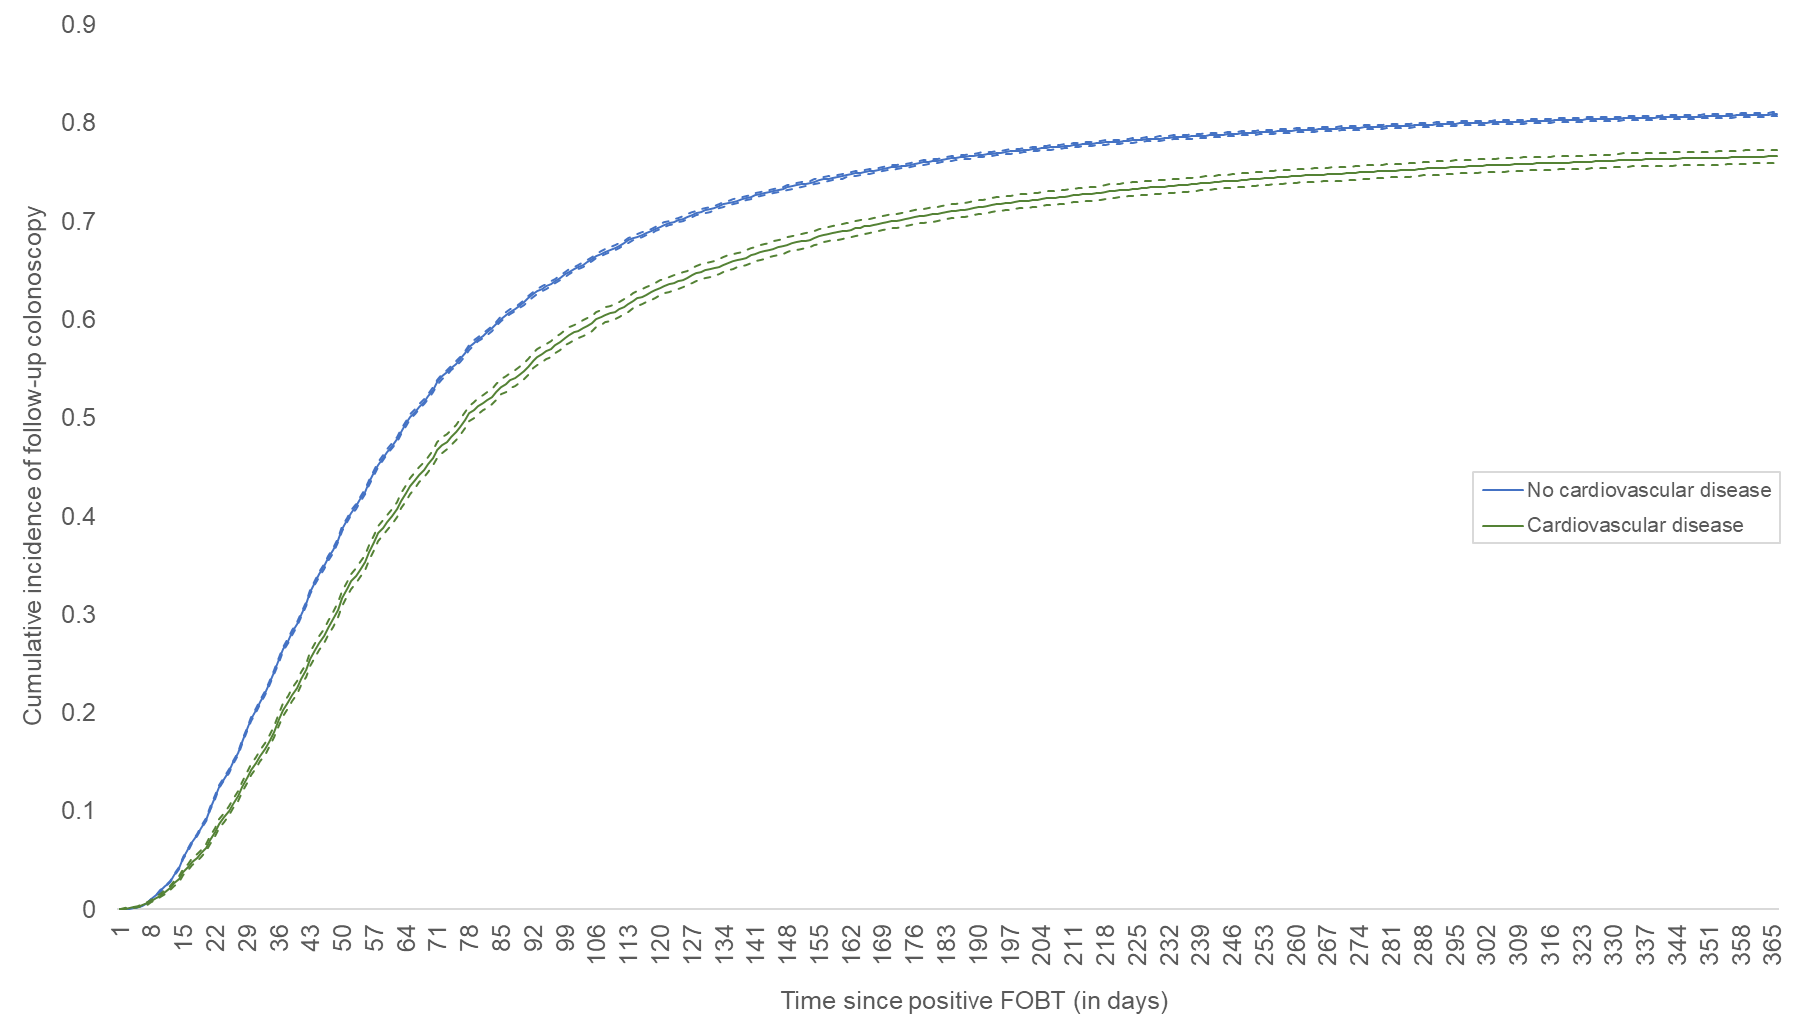 0.9
0.8
0.7
0.6
0.5
0.4
0.3
0.2
0.1
0
Cumulative incidence of follow-up colonoscopy
No cardiovascular disease
Cardiovascular disease
1 8 15 22 29 36 43 50 57 64 71 78 85 92 99 106 113 120 127 134 141 148 155 162 169 176 183 190 197 204 211 218 225 232 239 246 253 260 267 274 281 288 295 302 309 316 323 330 337 344 351 358 365
Time since positive FOBT (in days)